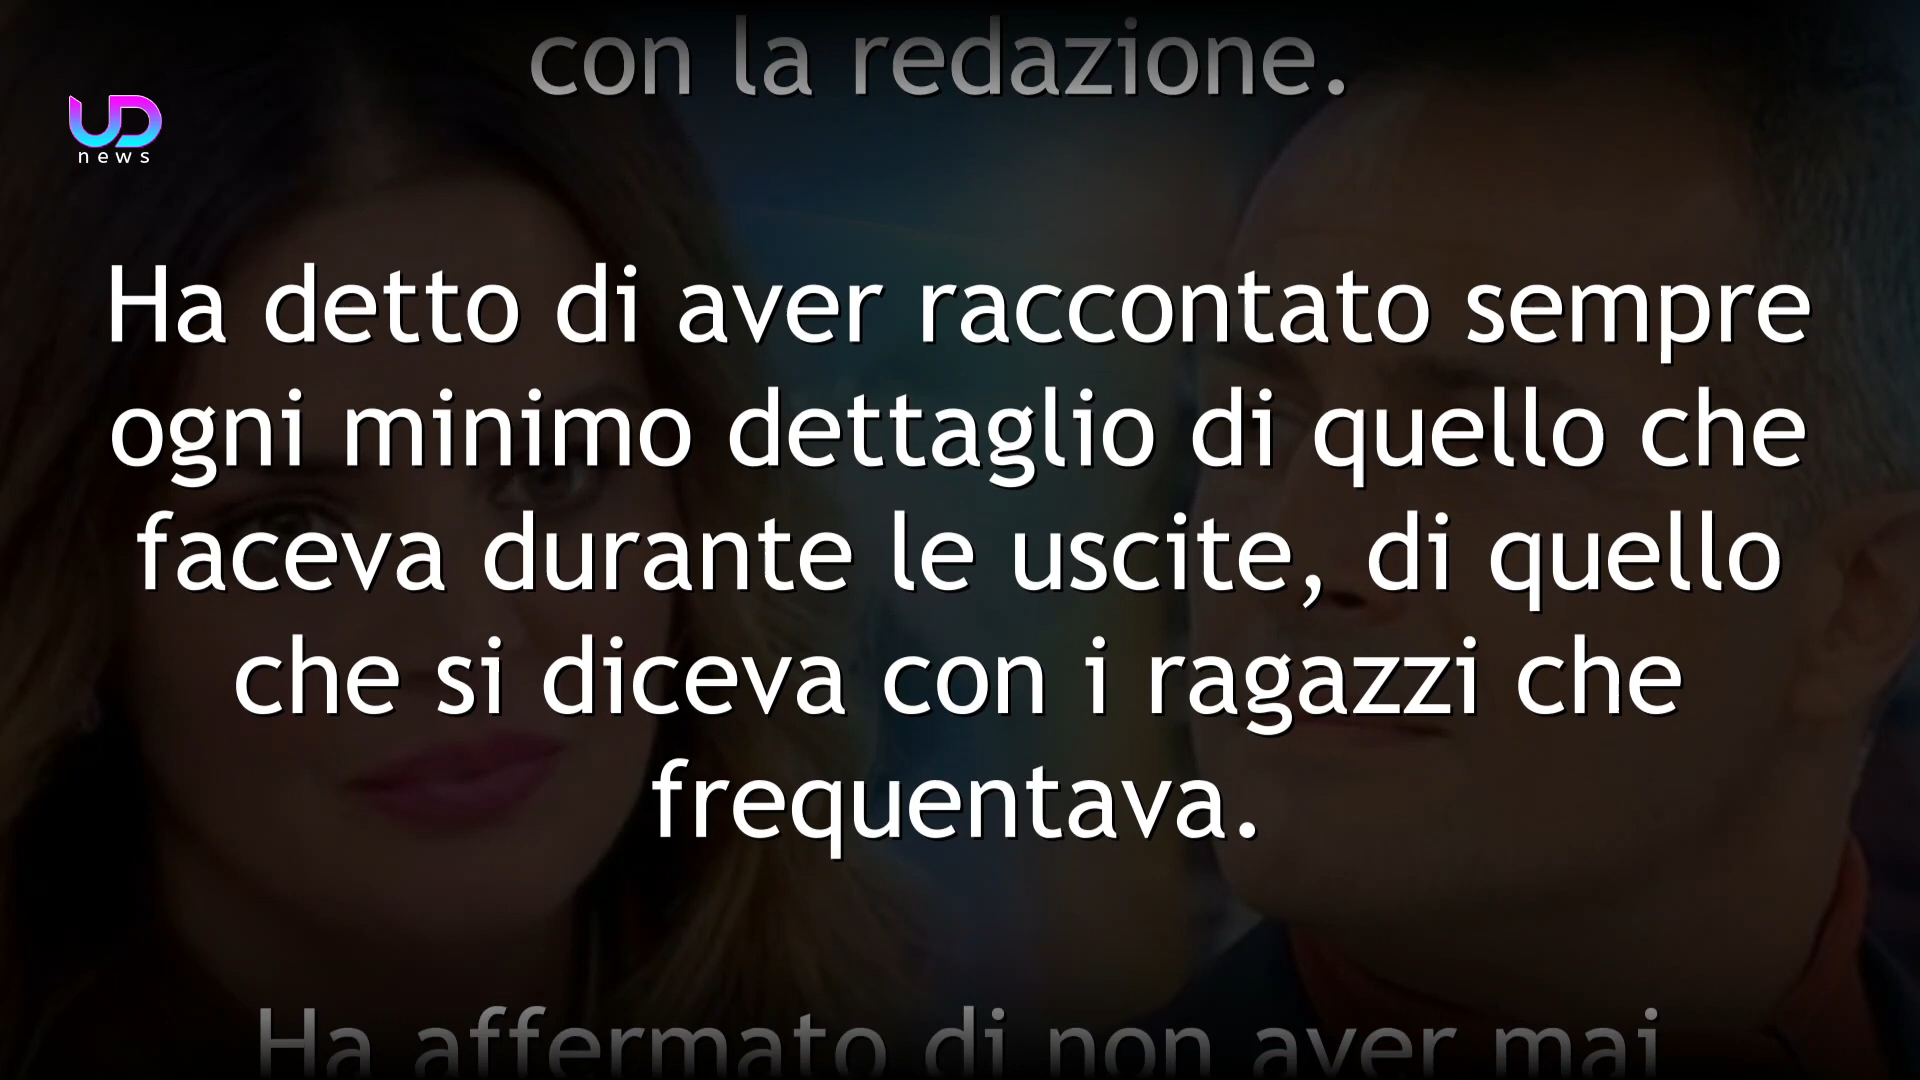 con la redazione.
UD
news
Ha detto di aver raccontato sempre
ogni minimo dettaglio di quello che
faceva durante le uscite, di quello
che si diceva con i ragazzi che
frequentava.
Ha affermato di non aver mai